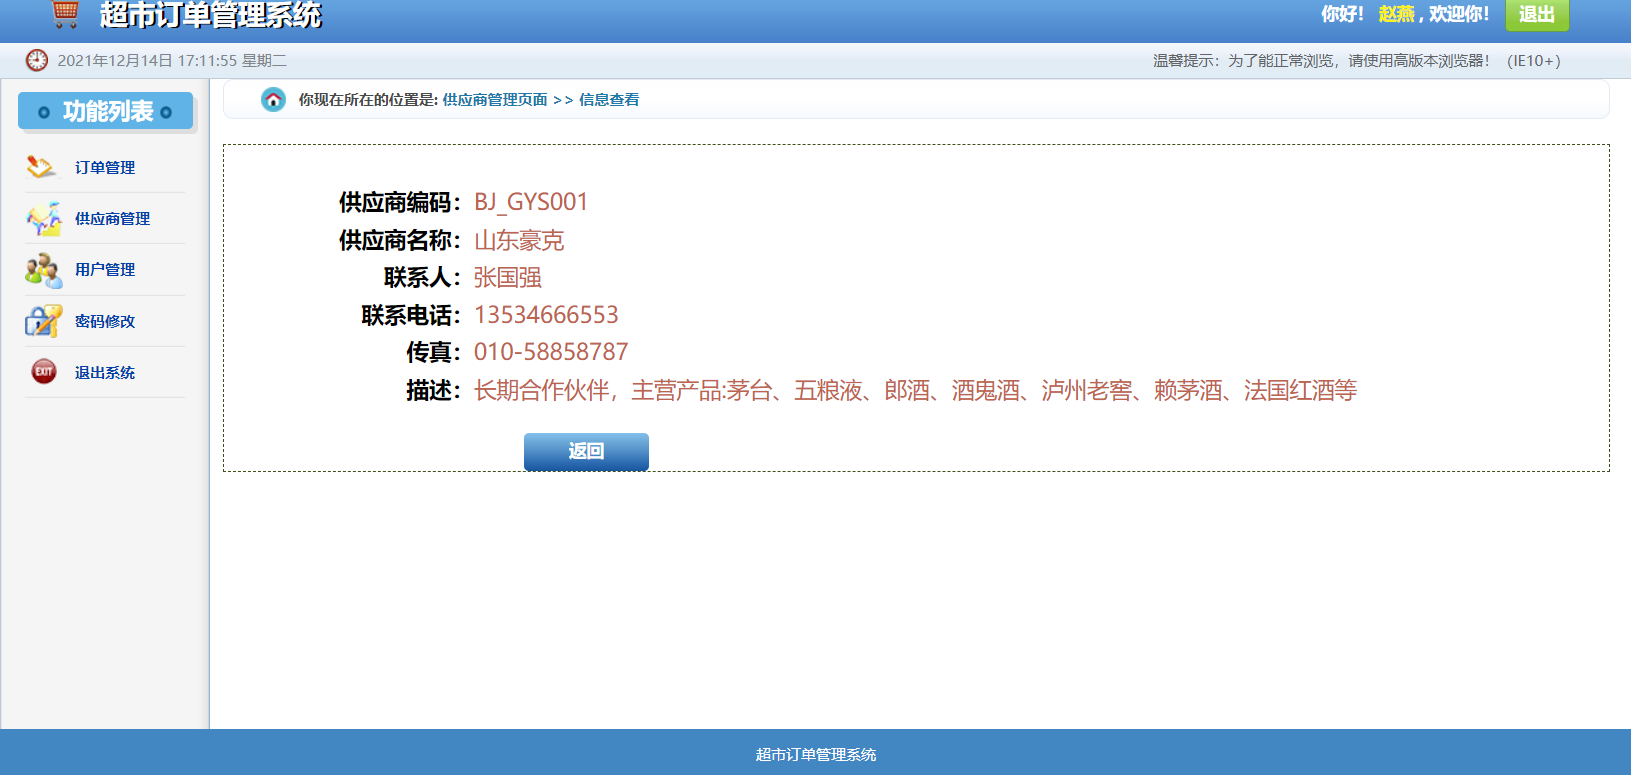 超市订单管理系统
你好！ 赵燕 , 欢迎你！ 退出
2021年12月14日 17:11:55 星期二
温馨提示：为了能正常浏览，请使用高版本浏览器！ (IE10+)
功能列表
订单管理
供应商管理
用户管理
密码修改
EXIT 退出系统
你现在所在的位置是: 供应商管理页面 >> 信息查看
供应商编码：BJ_GYS001
供应商名称：山东豪克
联系人：张国强
联系电话：13534666553
传真：010-58858787
描述：长期合作伙伴，主营产品:茅台、五粮液、郎酒、酒鬼酒、泸州老窖、赖茅酒、法国红酒等
返回
超市订单管理系统